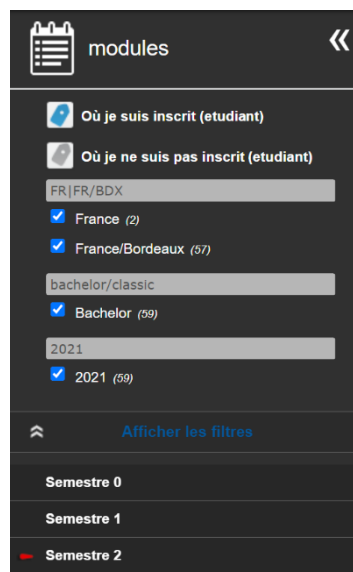 modules
Où je suis inscrit (etudiant)
Où je ne suis pas inscrit (etudiant)
FR|FR/BDX
France (2)
France/Bordeaux (57)
bachelor/classic
Bachelor (59)
2021
2021 (59)
Afficher les filtres
Semestre 0
Semestre 1
Semestre 2